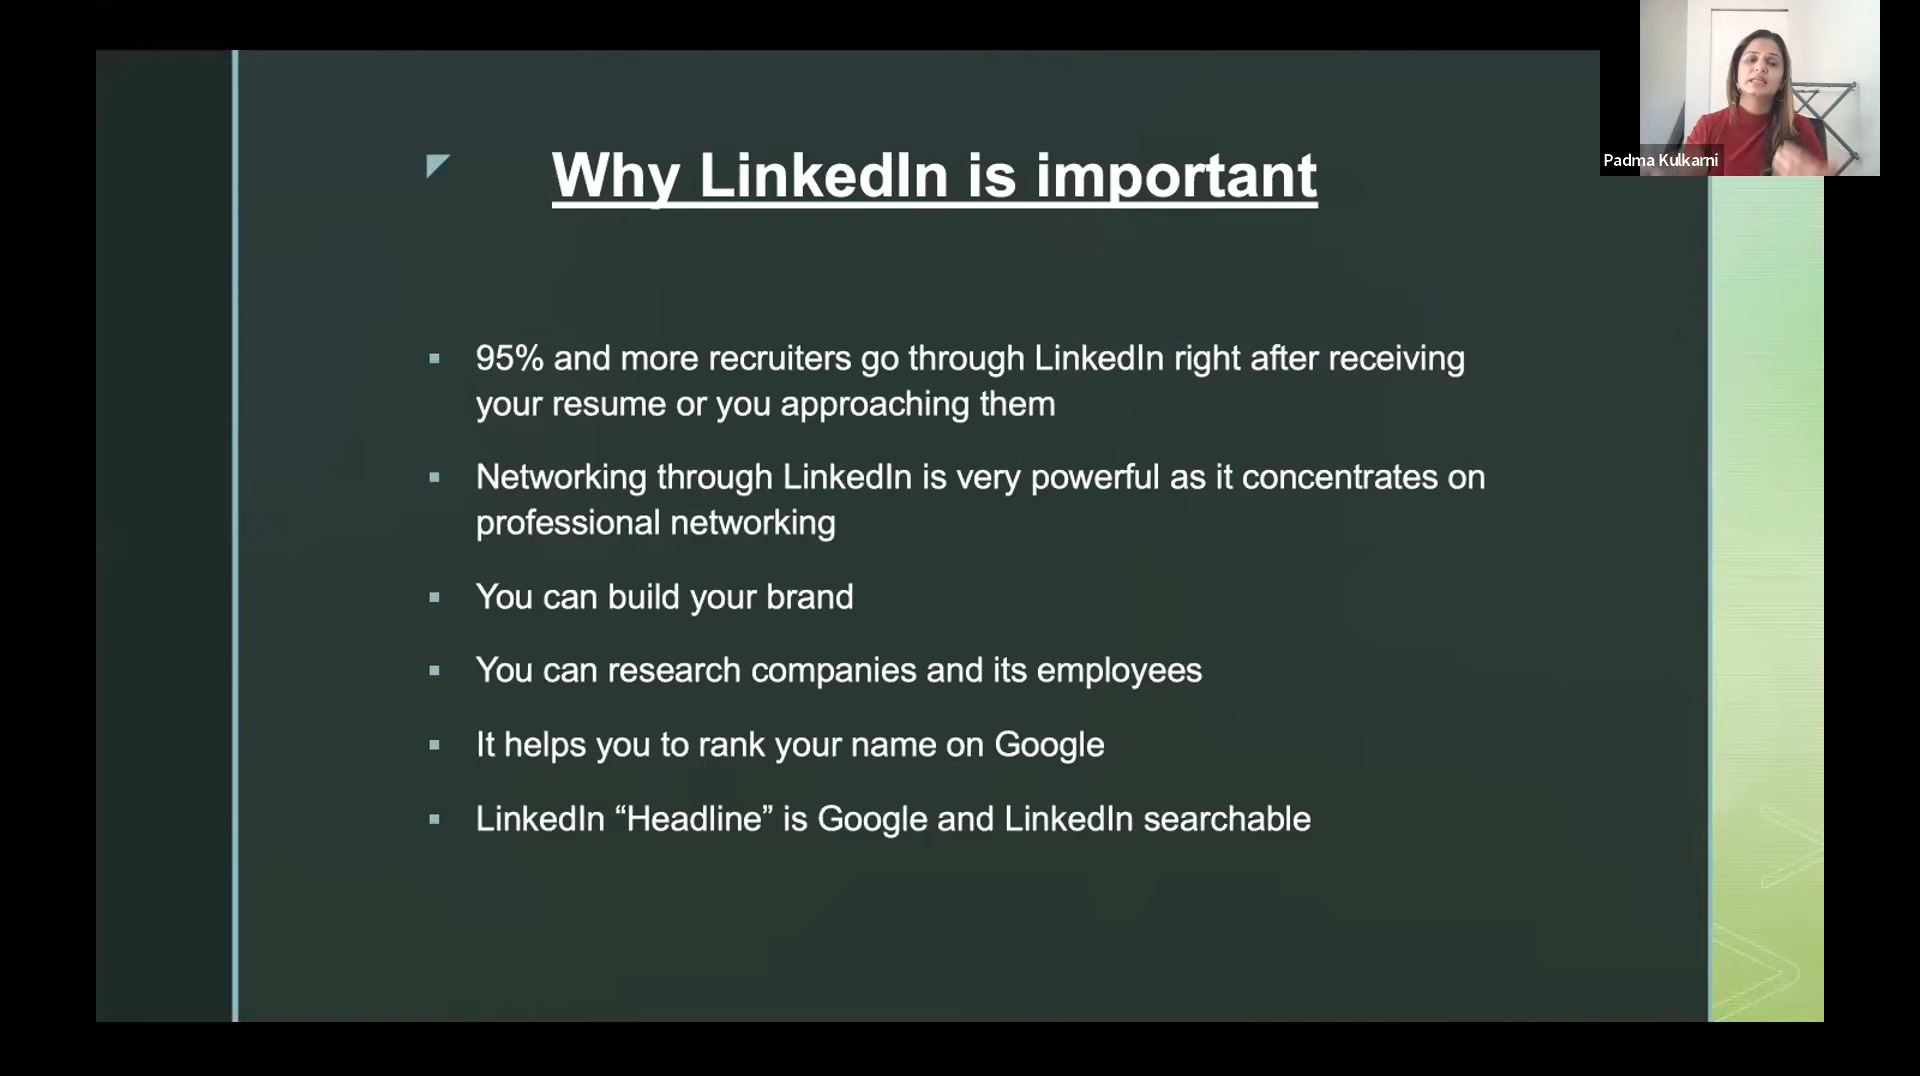 Why LinkedIn is important
95% and more recruiters go through LinkedIn right after receiving
your resume or you approaching them
Networking through LinkedIn is very powerful as it concentrates on
professional networking
You can build your brand
You can research companies and its employees
It helps you to rank your name on Google
LinkedIn “Headline” is Google and LinkedIn searchable
Padma Kulkarni